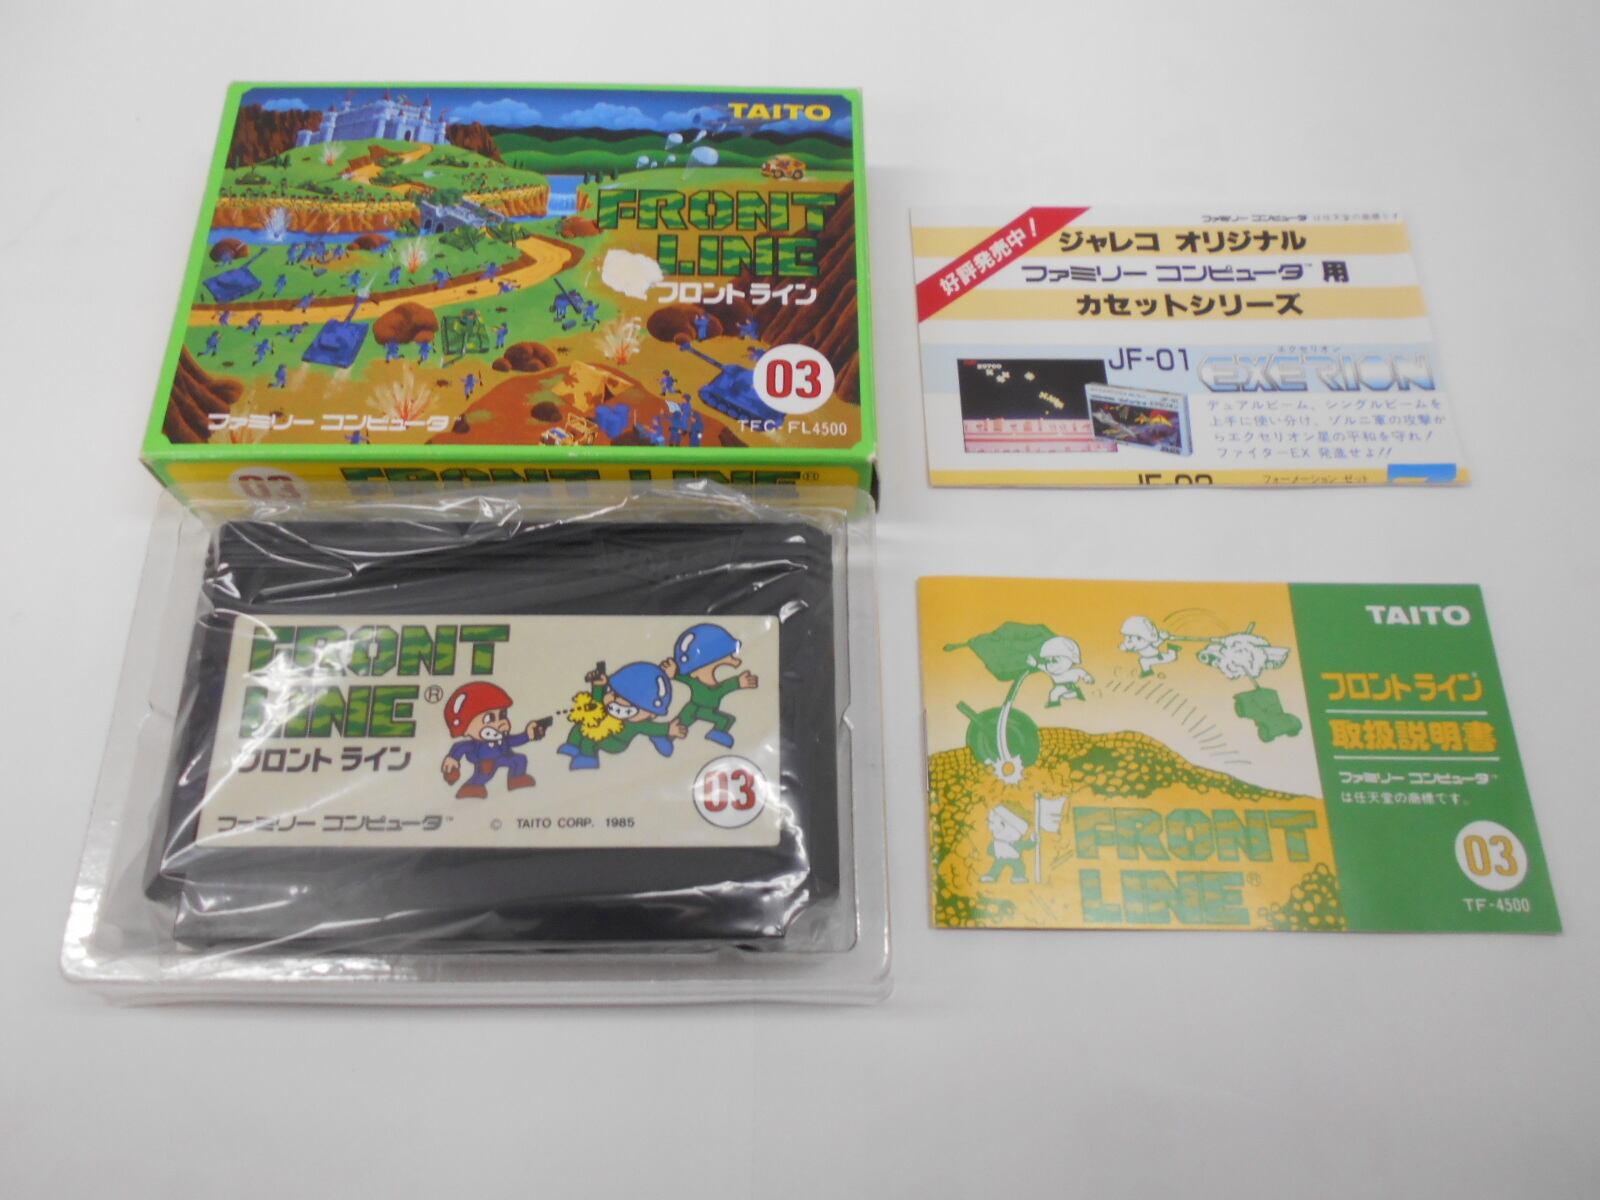 TAITO
FRONT
LINE
フロントライン
03
ファミリー コンピュータ™
TFC-FL4500
03
FRONT LINE®
FRONT
LINE®
フロントライン
03
ファミリー コンピュータ™
© TAITO CORP. 1985
ファミリー コンピュータは任天堂の商標です
好評発売中!
ジャレコ オリジナル
ファミリー コンピュータ™ 用
カセットシリーズ
JF-01
エクセリオン
EXERION
デュアルビーム、シングルビームを
上手に使い分け、ゾルニ軍の攻撃か
らエクセリオン星の平和を守れ!
ファイターEX 発進せよ!!
フォーメーション ゼット
TAITO
フロントライン
取扱説明書
ファミリー コンピュータ™
は任天堂の商標です。
FRONT
LINE®
03
TF-4500